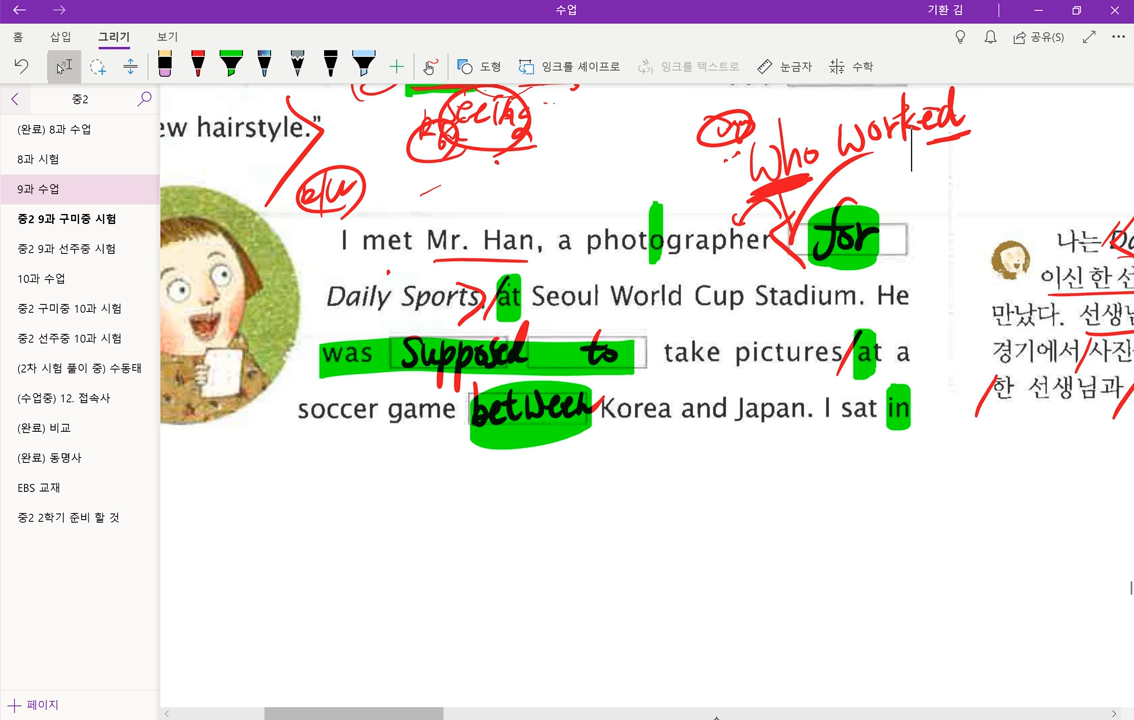 수업
기환 김
홈 삽입 그리기 보기
공유(S)
도형 잉크를 셰이프로 잉크를 텍스트로 눈금자 수학
중2
(완료) 8과 수업
8과 시험
9과 수업
중2 9과 구미중 시험
중2 9과 선주중 시험
10과 수업
중2 구미중 10과 시험
중2 선주중 10과 시험
(2차 시험 풀이 중) 수동태
(수업중) 12. 접속사
(완료) 비교
(완료) 동명사
EBS 교재
중2 2학기 준비 할 것
페이지
seeing
ew hairstyle."
b/w
Who worked
I met Mr. Han, a photographer for
Daily Sports, at Seoul World Cup Stadium. He
was supposed to take pictures at a
soccer game between Korea and Japan. I sat in
나는 Da
이신 한 선
만났다. 선생님
경기에서 사진
한 선생님과